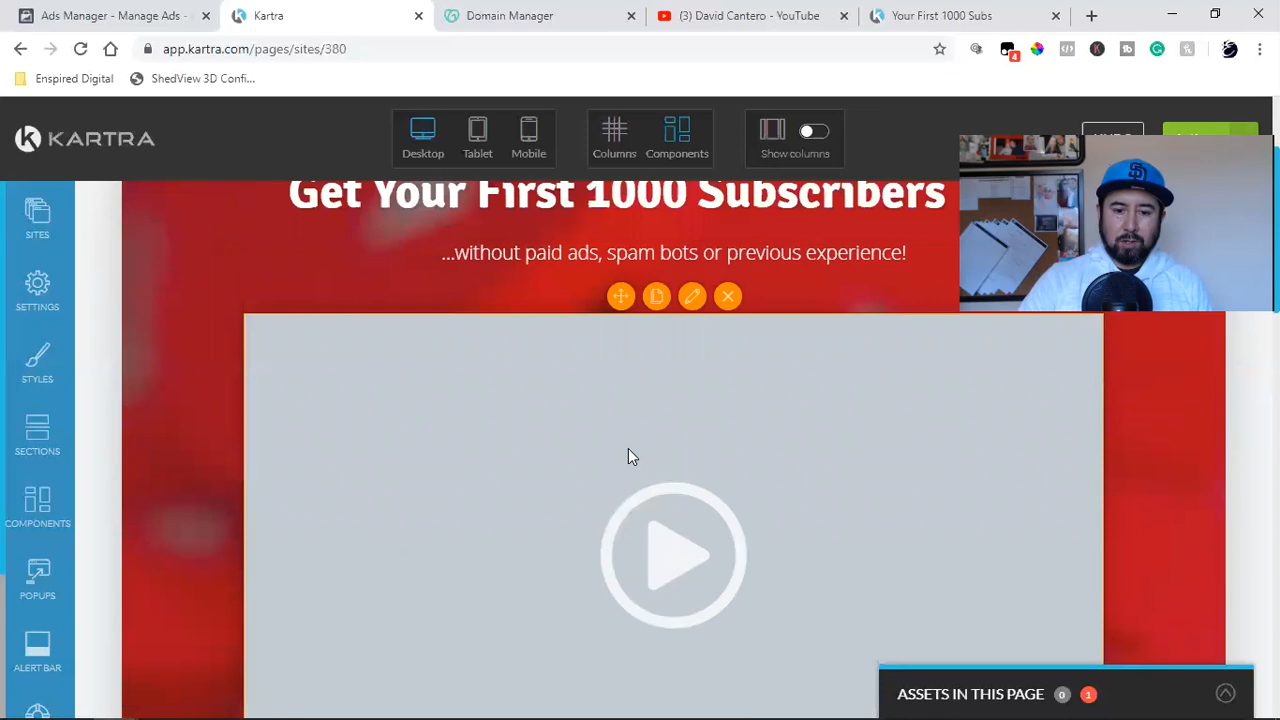 Ads Manager - Manage Ads -
Kartra
Domain Manager
(3) David Cantero - YouTube
Your First 1000 Subs
app.kartra.com/pages/sites/380
4
Enspired Digital
ShedView 3D Confi...
KARTRA
Desktop
Tablet
Mobile
Columns
Components
Show columns
SITES
SETTINGS
STYLES
SECTIONS
COMPONENTS
POPUPS
ALERT BAR
Get Your First 1000 Subscribers
...without paid ads, spam bots or previous experience!
ASSETS IN THIS PAGE 0 1